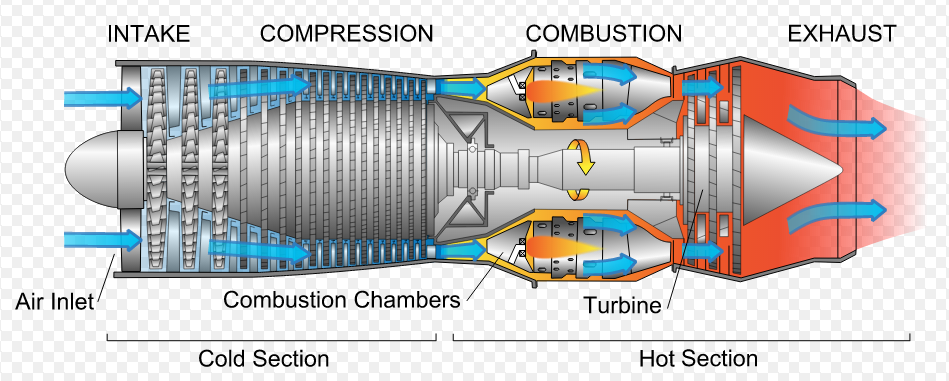 INTAKE
COMPRESSION
COMBUSTION
EXHAUST
Air Inlet
Combustion Chambers
Turbine
Cold Section
Hot Section